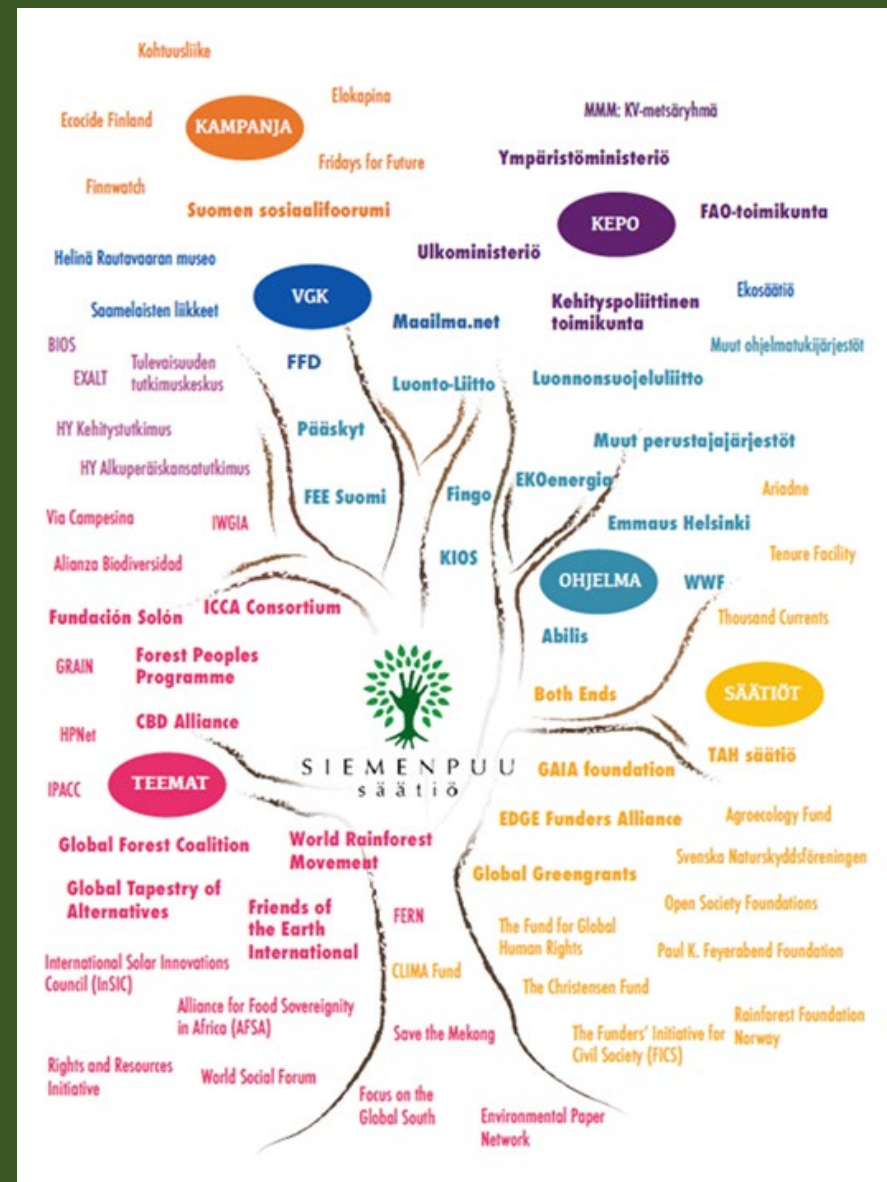 Kohtuusliike
Elokapina
Ecocide Finland
KAMPANJA
Fridays for Future
Finnwatch
Suomen sosiaalifoorumi
MMM: KV-metsäryhmä
Ympäristöministeriö
KEPO
FAO-toimikunta
Ulkoministeriö
Kehityspoliittinen
toimikunta
Ekosäätiö
Helinä Rautavaaran museo
VGK
Saamelaisten liikkeet
Maailma.net
Muut ohjelmatukijärjestöt
BIOS
EXALT
Tulevaisuuden
tutkimuskeskus
FFD
Luonto-Liitto
Luonnonsuojeluliitto
HY Kehitystutkimus
Pääskyt
Muut perustajajärjestöt
HY Alkuperäiskansatutkimus
FEE Suomi
Fingo
EKOenergia
Ariadne
Via Campesina
IWGIA
Emmaus Helsinki
Alianza Biodiversidad
KIOS
OHJELMA
WWF
Tenure Facility
Fundación Solón
ICCA Consortium
Abilis
Thousand Currents
GRAIN
Forest Peoples
Programme
Both Ends
SÄÄTIÖT
HPNet
CBD Alliance
SIEMENPUU
säätiö
GAIA foundation
TAH säätiö
IPACC
TEEMAT
EDGE Funders Alliance
Agroecology Fund
Global Forest Coalition
World Rainforest
Movement
Global Greengrants
Svenska Naturskyddsföreningen
Global Tapestry of
Alternatives
Friends of
the Earth
International
FERN
Open Society Foundations
The Fund for Global
Human Rights
Paul K. Feyerabend Foundation
International Solar Innovations
Council (InSIC)
CLIMA Fund
The Christensen Fund
Alliance for Food Sovereignty
in Africa (AFSA)
Save the Mekong
The Funders' Initiative for
Civil Society (FICS)
Rainforest Foundation
Norway
Rights and Resources
Initiative
World Social Forum
Focus on the
Global South
Environmental Paper
Network